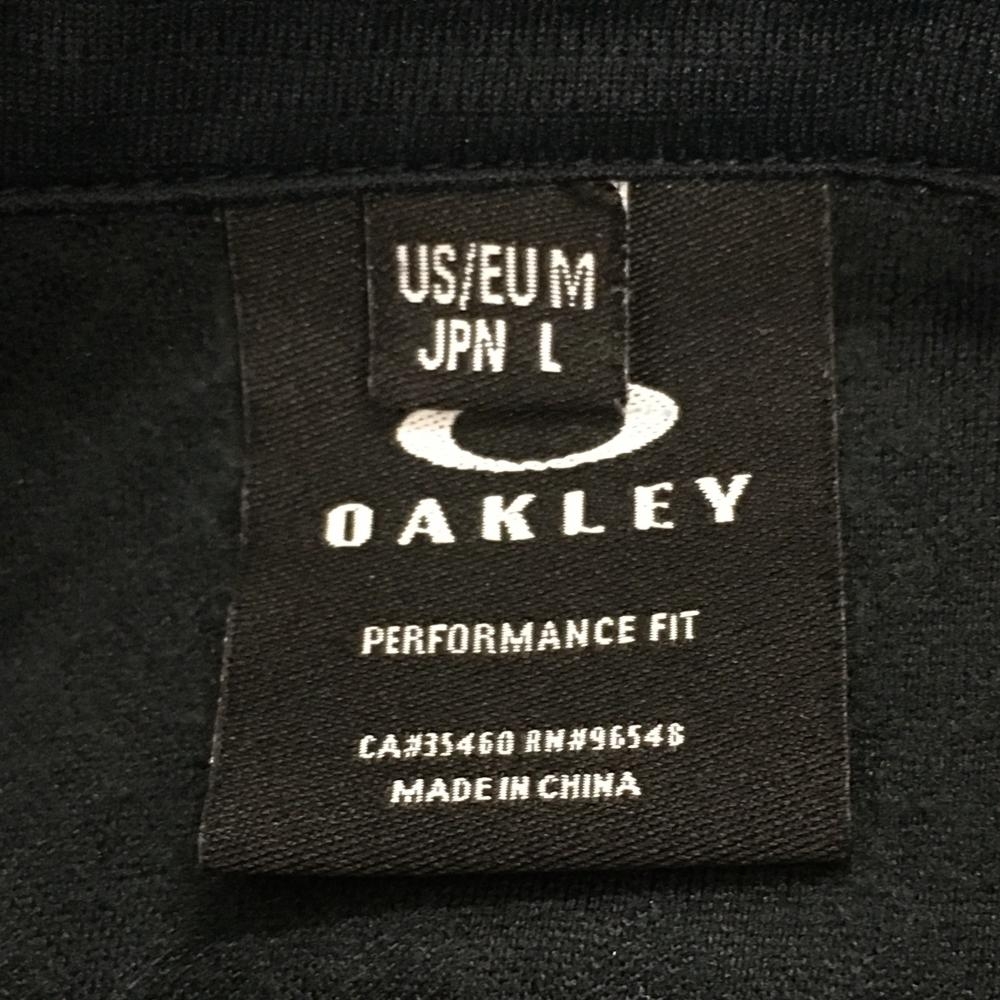 US/EU M
JPN L
OAKLEY
PERFORMANCE FIT
CA#35460 RN#96548
MADE IN CHINA